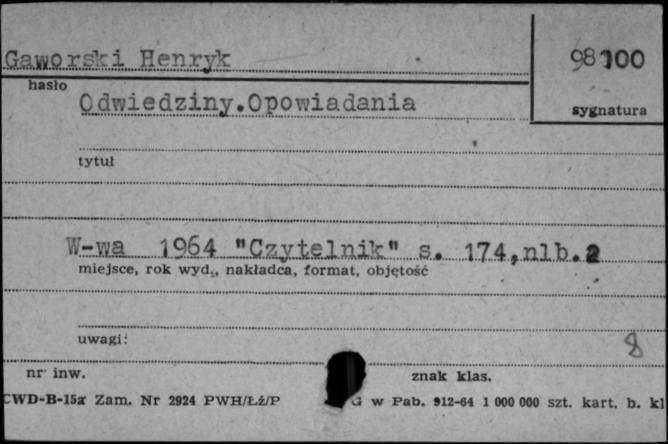 Gaworski Henryk
98100
hasło
Odwiedziny.Opowiadania
sygnatura
tytuł
W-wa 1964 "Czytelnik" s. 174,nlb.2
miejsce, rok wyd., nakładca, format, objętość
uwagi:
8
nr inw.
znak klas.
CWD-B-15a Zam. Nr 2924 PWH/Łż/P G w Pab. 912-64 1 000 000 szt. kart. b. kl